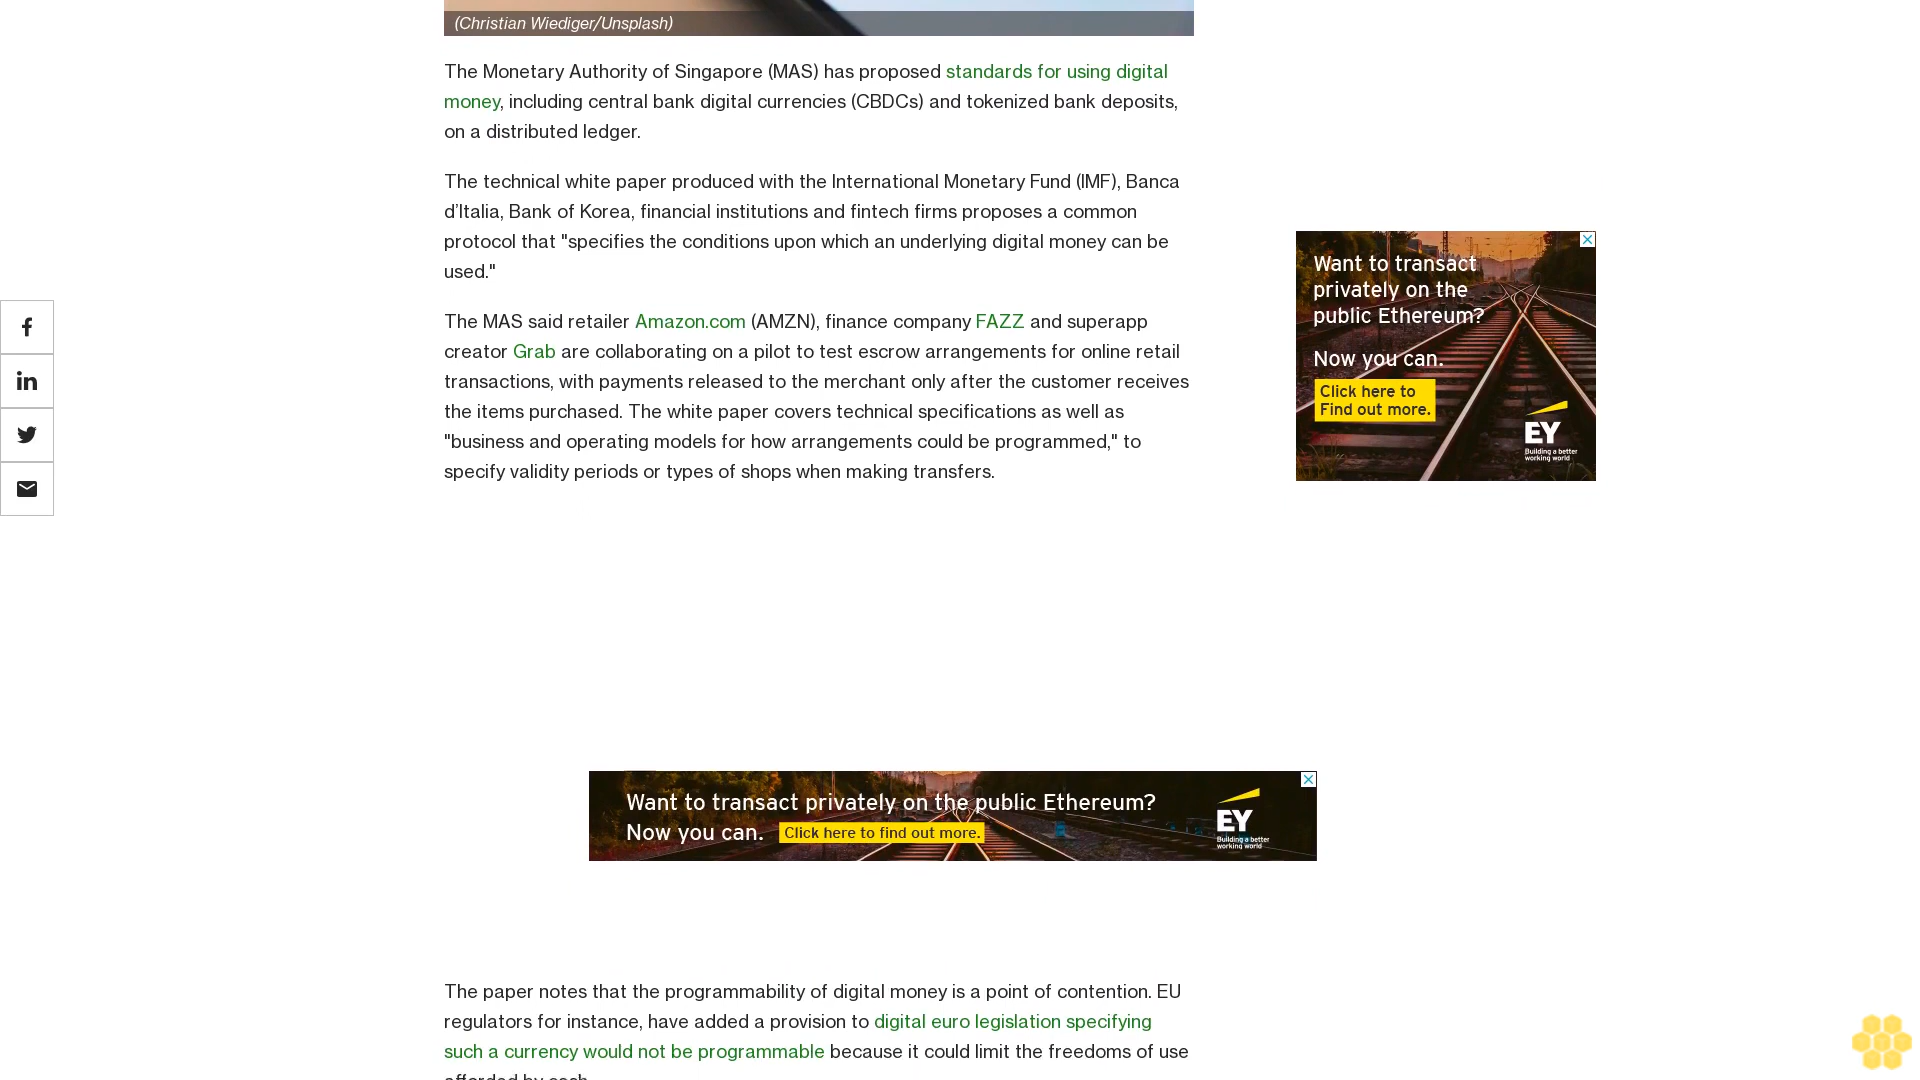 (Christian Wiediger/Unsplash)
The Monetary Authority of Singapore (MAS) has proposed standards for using digital
money, including central bank digital currencies (CBDCs) and tokenized bank deposits,
on a distributed ledger.
The technical white paper produced with the International Monetary Fund (IMF), Banca
d’Italia, Bank of Korea, financial institutions and fintech firms proposes a common
protocol that "specifies the conditions upon which an underlying digital money can be
used."
The MAS said retailer Amazon.com (AMZN), finance company FAZZ and superapp
creator Grab are collaborating on a pilot to test escrow arrangements for online retail
transactions, with payments released to the merchant only after the customer receives
the items purchased. The white paper covers technical specifications as well as
"business and operating models for how arrangements could be programmed," to
specify validity periods or types of shops when making transfers.
Want to transact
privately on the
public Ethereum?
Now you can.
Click here to
Find out more.
EY
Building a better
working world
Want to transact privately on the public Ethereum?
Now you can. Click here to find out more.
EY
Building a better
working world
The paper notes that the programmability of digital money is a point of contention. EU
regulators for instance, have added a provision to digital euro legislation specifying
such a currency would not be programmable because it could limit the freedoms of use
afforded by cash.